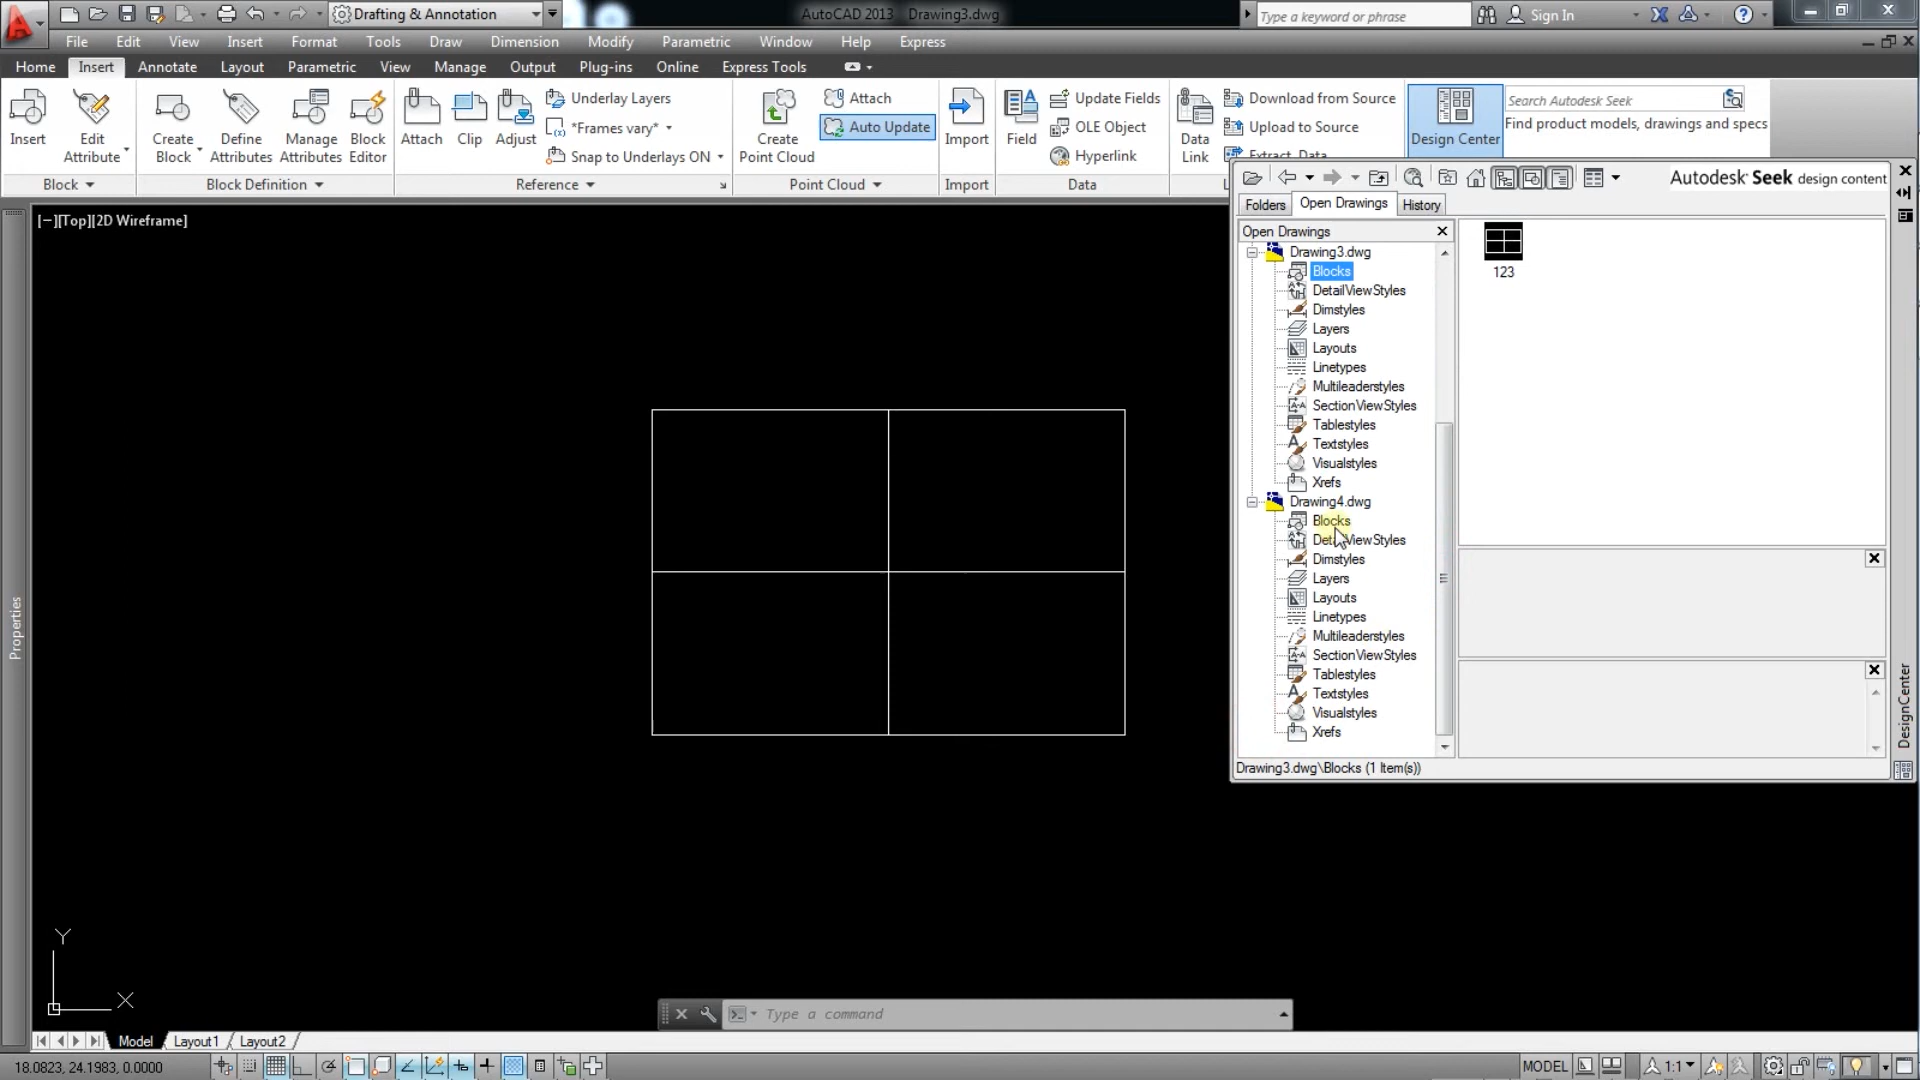 Drafting & Annotation
AutoCAD 2013 Drawing3.dwg
Type a keyword or phrase
Sign In
File Edit View Insert Format Tools Draw Dimension Modify Parametric Window Help Express
Home Insert Annotate Layout Parametric View Manage Output Plug-ins Online Express Tools
Underlay Layers
Attach
Update Fields
Download from Source
Search Autodesk Seek
*Frames vary*
Auto Update
OLE Object
Upload to Source
Find product models, drawings and specs
Insert
Edit
Attribute
Create
Block
Define
Attributes
Manage
Attributes
Block
Editor
Attach
Clip
Adjust
Snap to Underlays ON
Create
Point Cloud
Import
Field
Hyperlink
Data
Link
Extract Data
Design Center
Block
Block Definition
Reference
Point Cloud
Import
Data
Autodesk Seek design content
Folders Open Drawings History
[−][Top][2D Wireframe]
Open Drawings
Drawing3.dwg
Blocks
123
DetailViewStyles
Dimstyles
Layers
Layouts
Linetypes
Multileaderstyles
SectionViewStyles
Tablestyles
Textstyles
Visualstyles
Xrefs
Drawing4.dwg
Blocks
DetailViewStyles
Dimstyles
Layers
Layouts
Linetypes
Multileaderstyles
SectionViewStyles
Tablestyles
Textstyles
Visualstyles
Xrefs
Drawing3.dwg\Blocks (1 Item(s))
DesignCenter
Properties
Y
X
Type a command
Model Layout1 Layout2
18.0823, 24.1983, 0.0000
MODEL
1:1